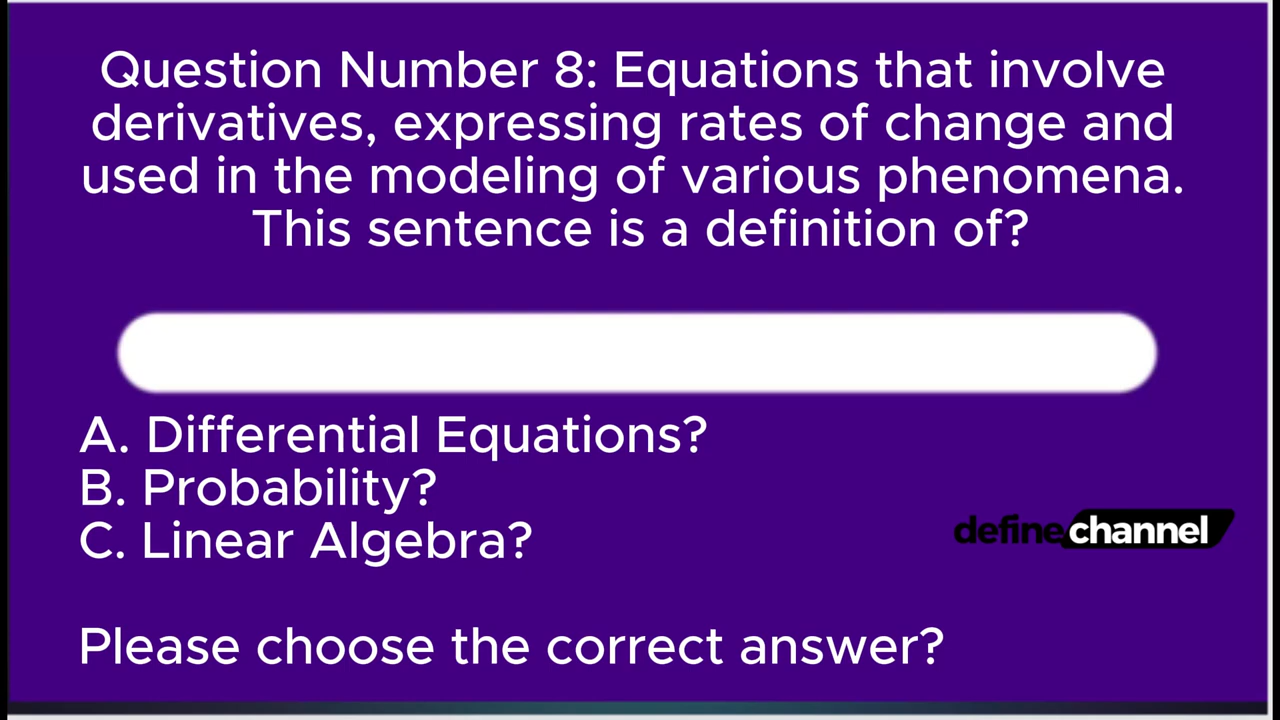 Question Number 8: Equations that involve
derivatives, expressing rates of change and
used in the modeling of various phenomena.
This sentence is a definition of?
A. Differential Equations?
B. Probability?
C. Linear Algebra?
definechannel
Please choose the correct answer?